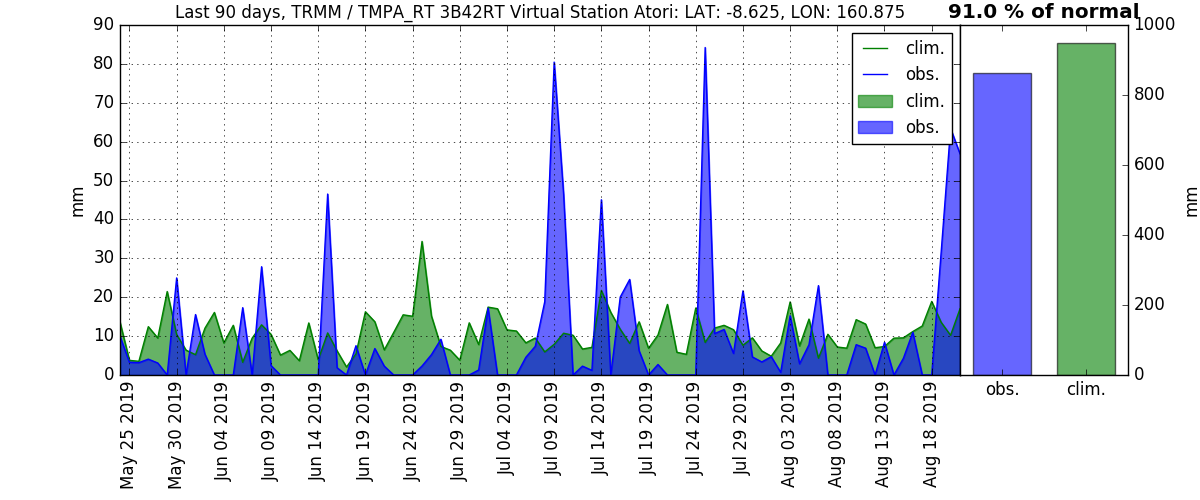 Last 90 days, TRMM / TMPA_RT 3B42RT Virtual Station Atori: LAT: -8.625, LON: 160.875
91.0 % of normal
90
80
70
60
50
40
30
20
10
0
mm
clim.
obs.
clim.
obs.
1000
800
600
400
200
0
mm
May 25 2019
May 30 2019
Jun 04 2019
Jun 09 2019
Jun 14 2019
Jun 19 2019
Jun 24 2019
Jun 29 2019
Jul 04 2019
Jul 09 2019
Jul 14 2019
Jul 19 2019
Jul 24 2019
Jul 29 2019
Aug 03 2019
Aug 08 2019
Aug 13 2019
Aug 18 2019
obs.
clim.